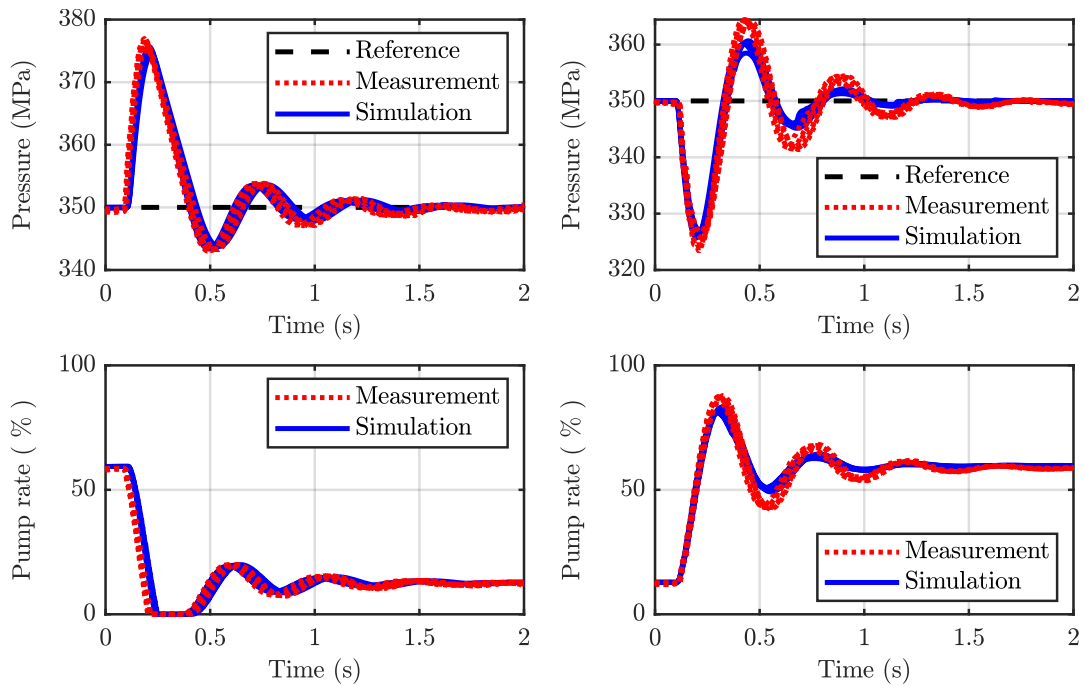 Pressure (MPa)
380
370
360
350
340
0
0.5
1
1.5
2
Time (s)
Reference
Measurement
Simulation
Pressure (MPa)
360
350
340
330
320
0
0.5
1
1.5
2
Time (s)
Reference
Measurement
Simulation
Pump rate ( % )
100
50
0
0
0.5
1
1.5
2
Time (s)
Measurement
Simulation
Pump rate ( % )
100
50
0
0
0.5
1
1.5
2
Time (s)
Measurement
Simulation